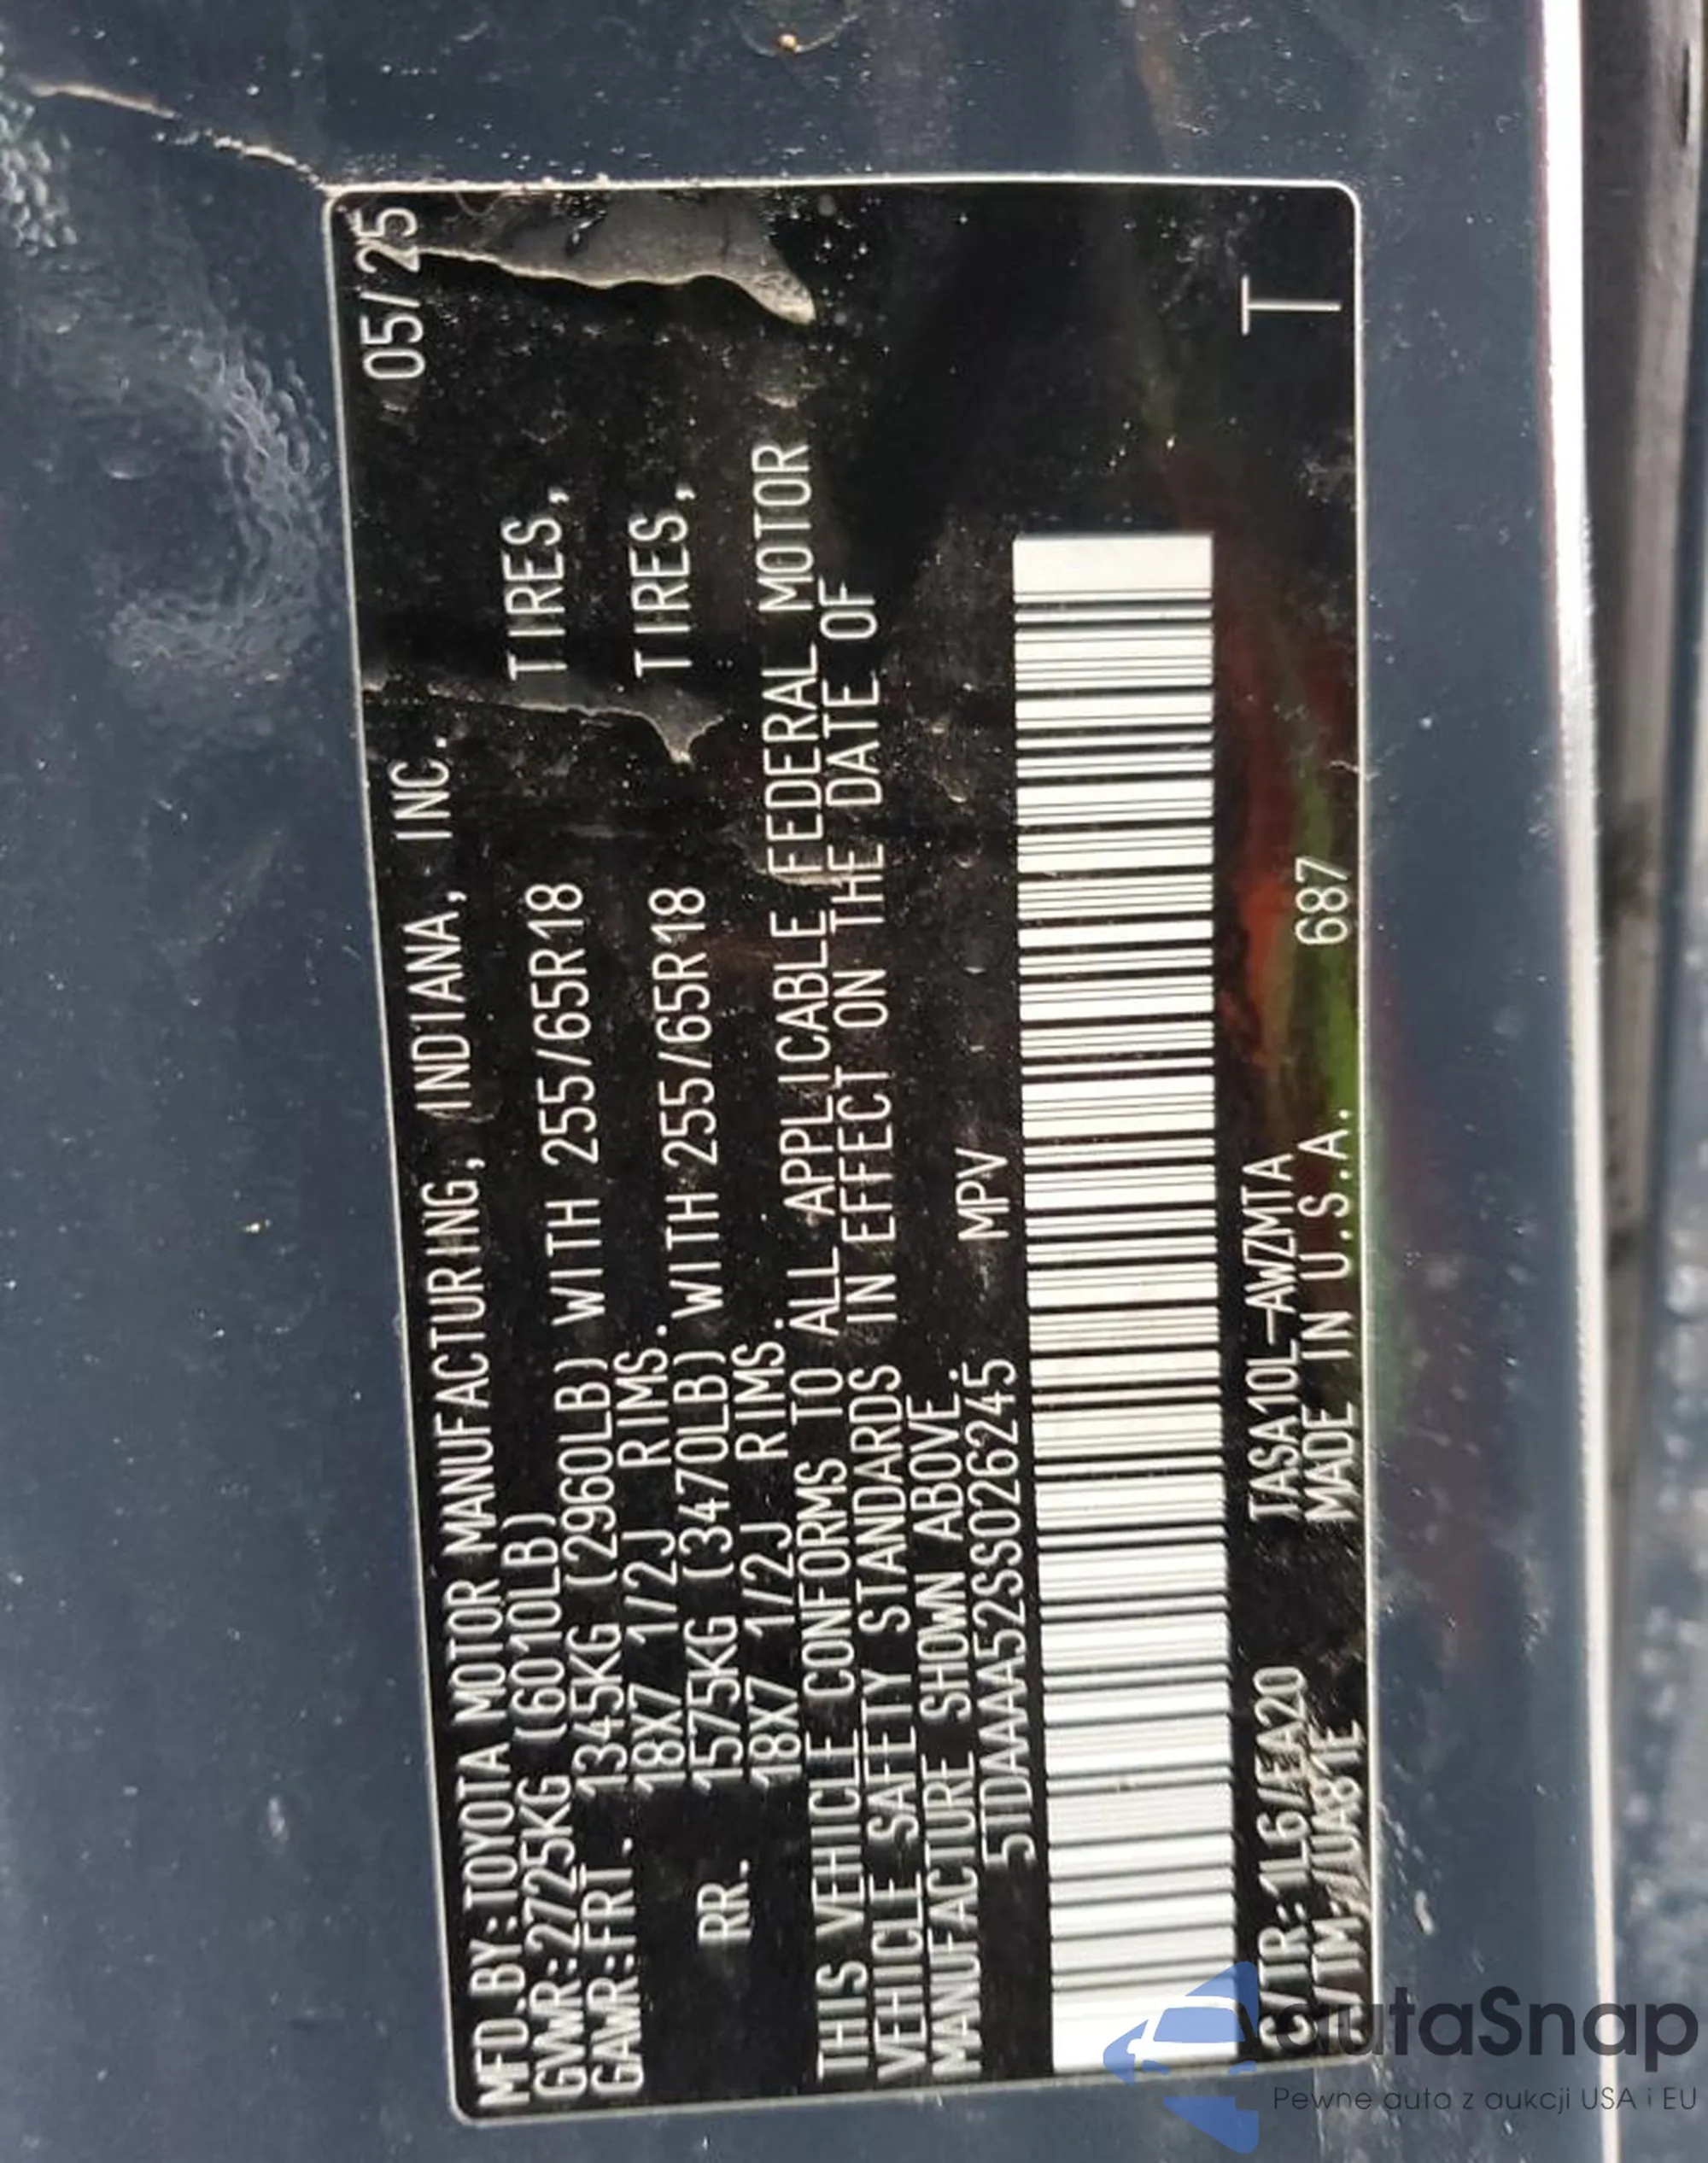 MFD.BY:TOYOTA MOTOR MANUFACTURING, INDIANA, INC. 05/25
GVWR:2725KG (6010LB)
GAWR:FRT. 1345KG (2960LB) WITH 255/65R18 TIRES,
18X7 1/2J RIMS.
RR. 1575KG (3470LB) WITH 255/65R18 TIRES,
18X7 1/2J RIMS.
THIS VEHICLE CONFORMS TO ALL APPLICABLE FEDERAL MOTOR
VEHICLE SAFETY STANDARDS IN EFFECT ON THE DATE OF
MANUFACTURE SHOWN ABOVE.
5TDAAAA52SS026245 MPV
C/TR:1L6/EA20 TASA10L-AWZMTA T
MADE IN U.S.A. 687
autaSnap
Pewne auta z aukcji USA i EU